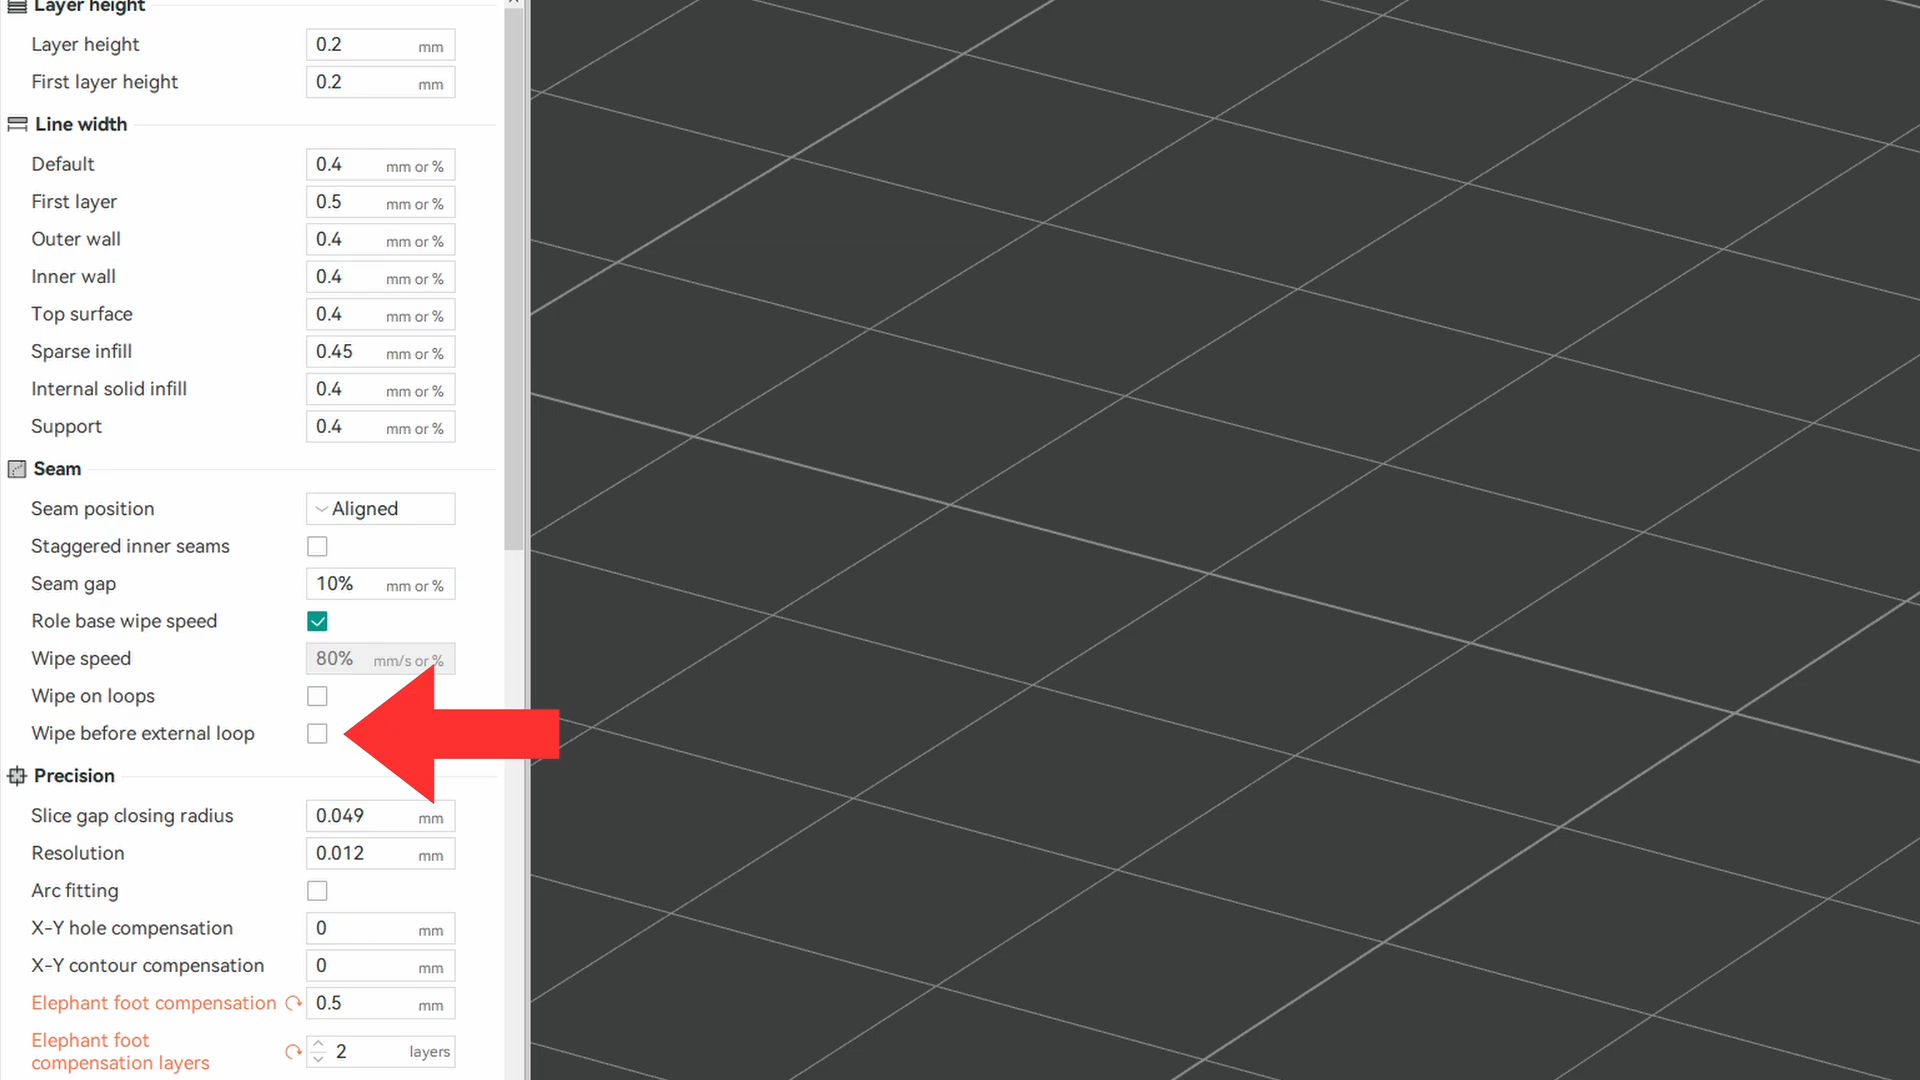 Layer height
Layer height 0.2 mm
First layer height 0.2 mm
Line width
Default 0.4 mm or %
First layer 0.5 mm or %
Outer wall 0.4 mm or %
Inner wall 0.4 mm or %
Top surface 0.4 mm or %
Sparse infill 0.45 mm or %
Internal solid infill 0.4 mm or %
Support 0.4 mm or %
Seam
Seam position Aligned
Staggered inner seams
Seam gap 10% mm or %
Role base wipe speed
Wipe speed 80% mm/s or %
Wipe on loops
Wipe before external loop
Precision
Slice gap closing radius 0.049 mm
Resolution 0.012 mm
Arc fitting
X-Y hole compensation 0 mm
X-Y contour compensation 0 mm
Elephant foot compensation 0.5 mm
Elephant foot
compensation layers 2 layers